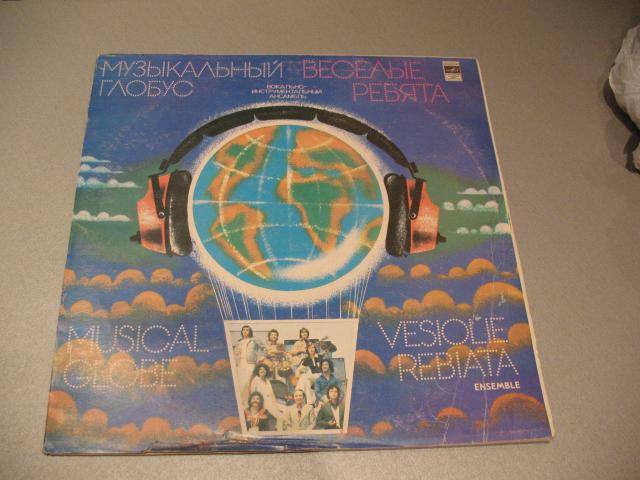 МУЗЫКАЛЬНЫЙ
ГЛОБУС
ВЕСЕЛЫЕ
РЕБЯТА
ВОКАЛЬНО-
ИНСТРУМЕНТАЛЬНЫЙ
АНСАМБЛЬ
MUSICAL
GLOBE
VESIOLIE
REBIATA
ENSEMBLE